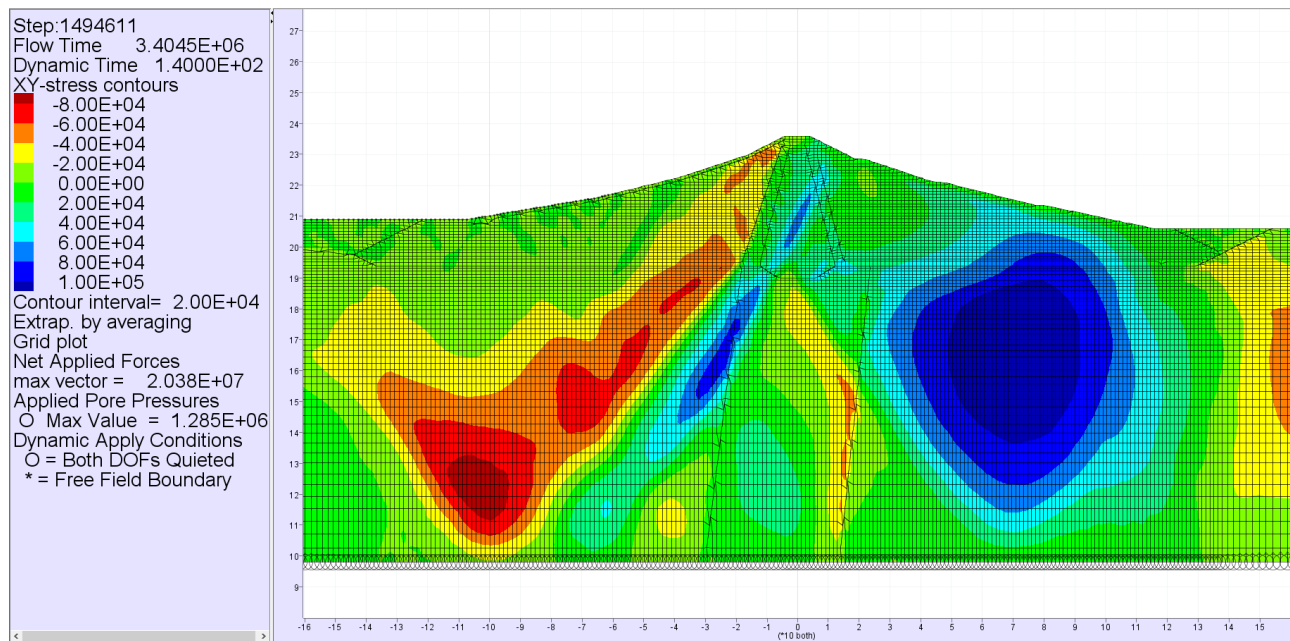 Step:1494611
Flow Time 3.4045E+06
Dynamic Time 1.4000E+02
XY-stress contours
-8.00E+04
-6.00E+04
-4.00E+04
-2.00E+04
0.00E+00
2.00E+04
4.00E+04
6.00E+04
8.00E+04
1.00E+05
Contour interval= 2.00E+04
Extrap. by averaging
Grid plot
Net Applied Forces
max vector = 2.038E+07
Applied Pore Pressures
O Max Value = 1.285E+06
Dynamic Apply Conditions
O = Both DOFs Quieted
* = Free Field Boundary
27
26
25
24
23
22
21
20
19
18
17
16
15
14
13
12
11
10
9
-16 -15 -14 -13 -12 -11 -10 -9 -8 -7 -6 -5 -4 -3 -2 -1 0 1 2 3 4 5 6 7 8 9 10 11 12 13 14 15
(*10 both)